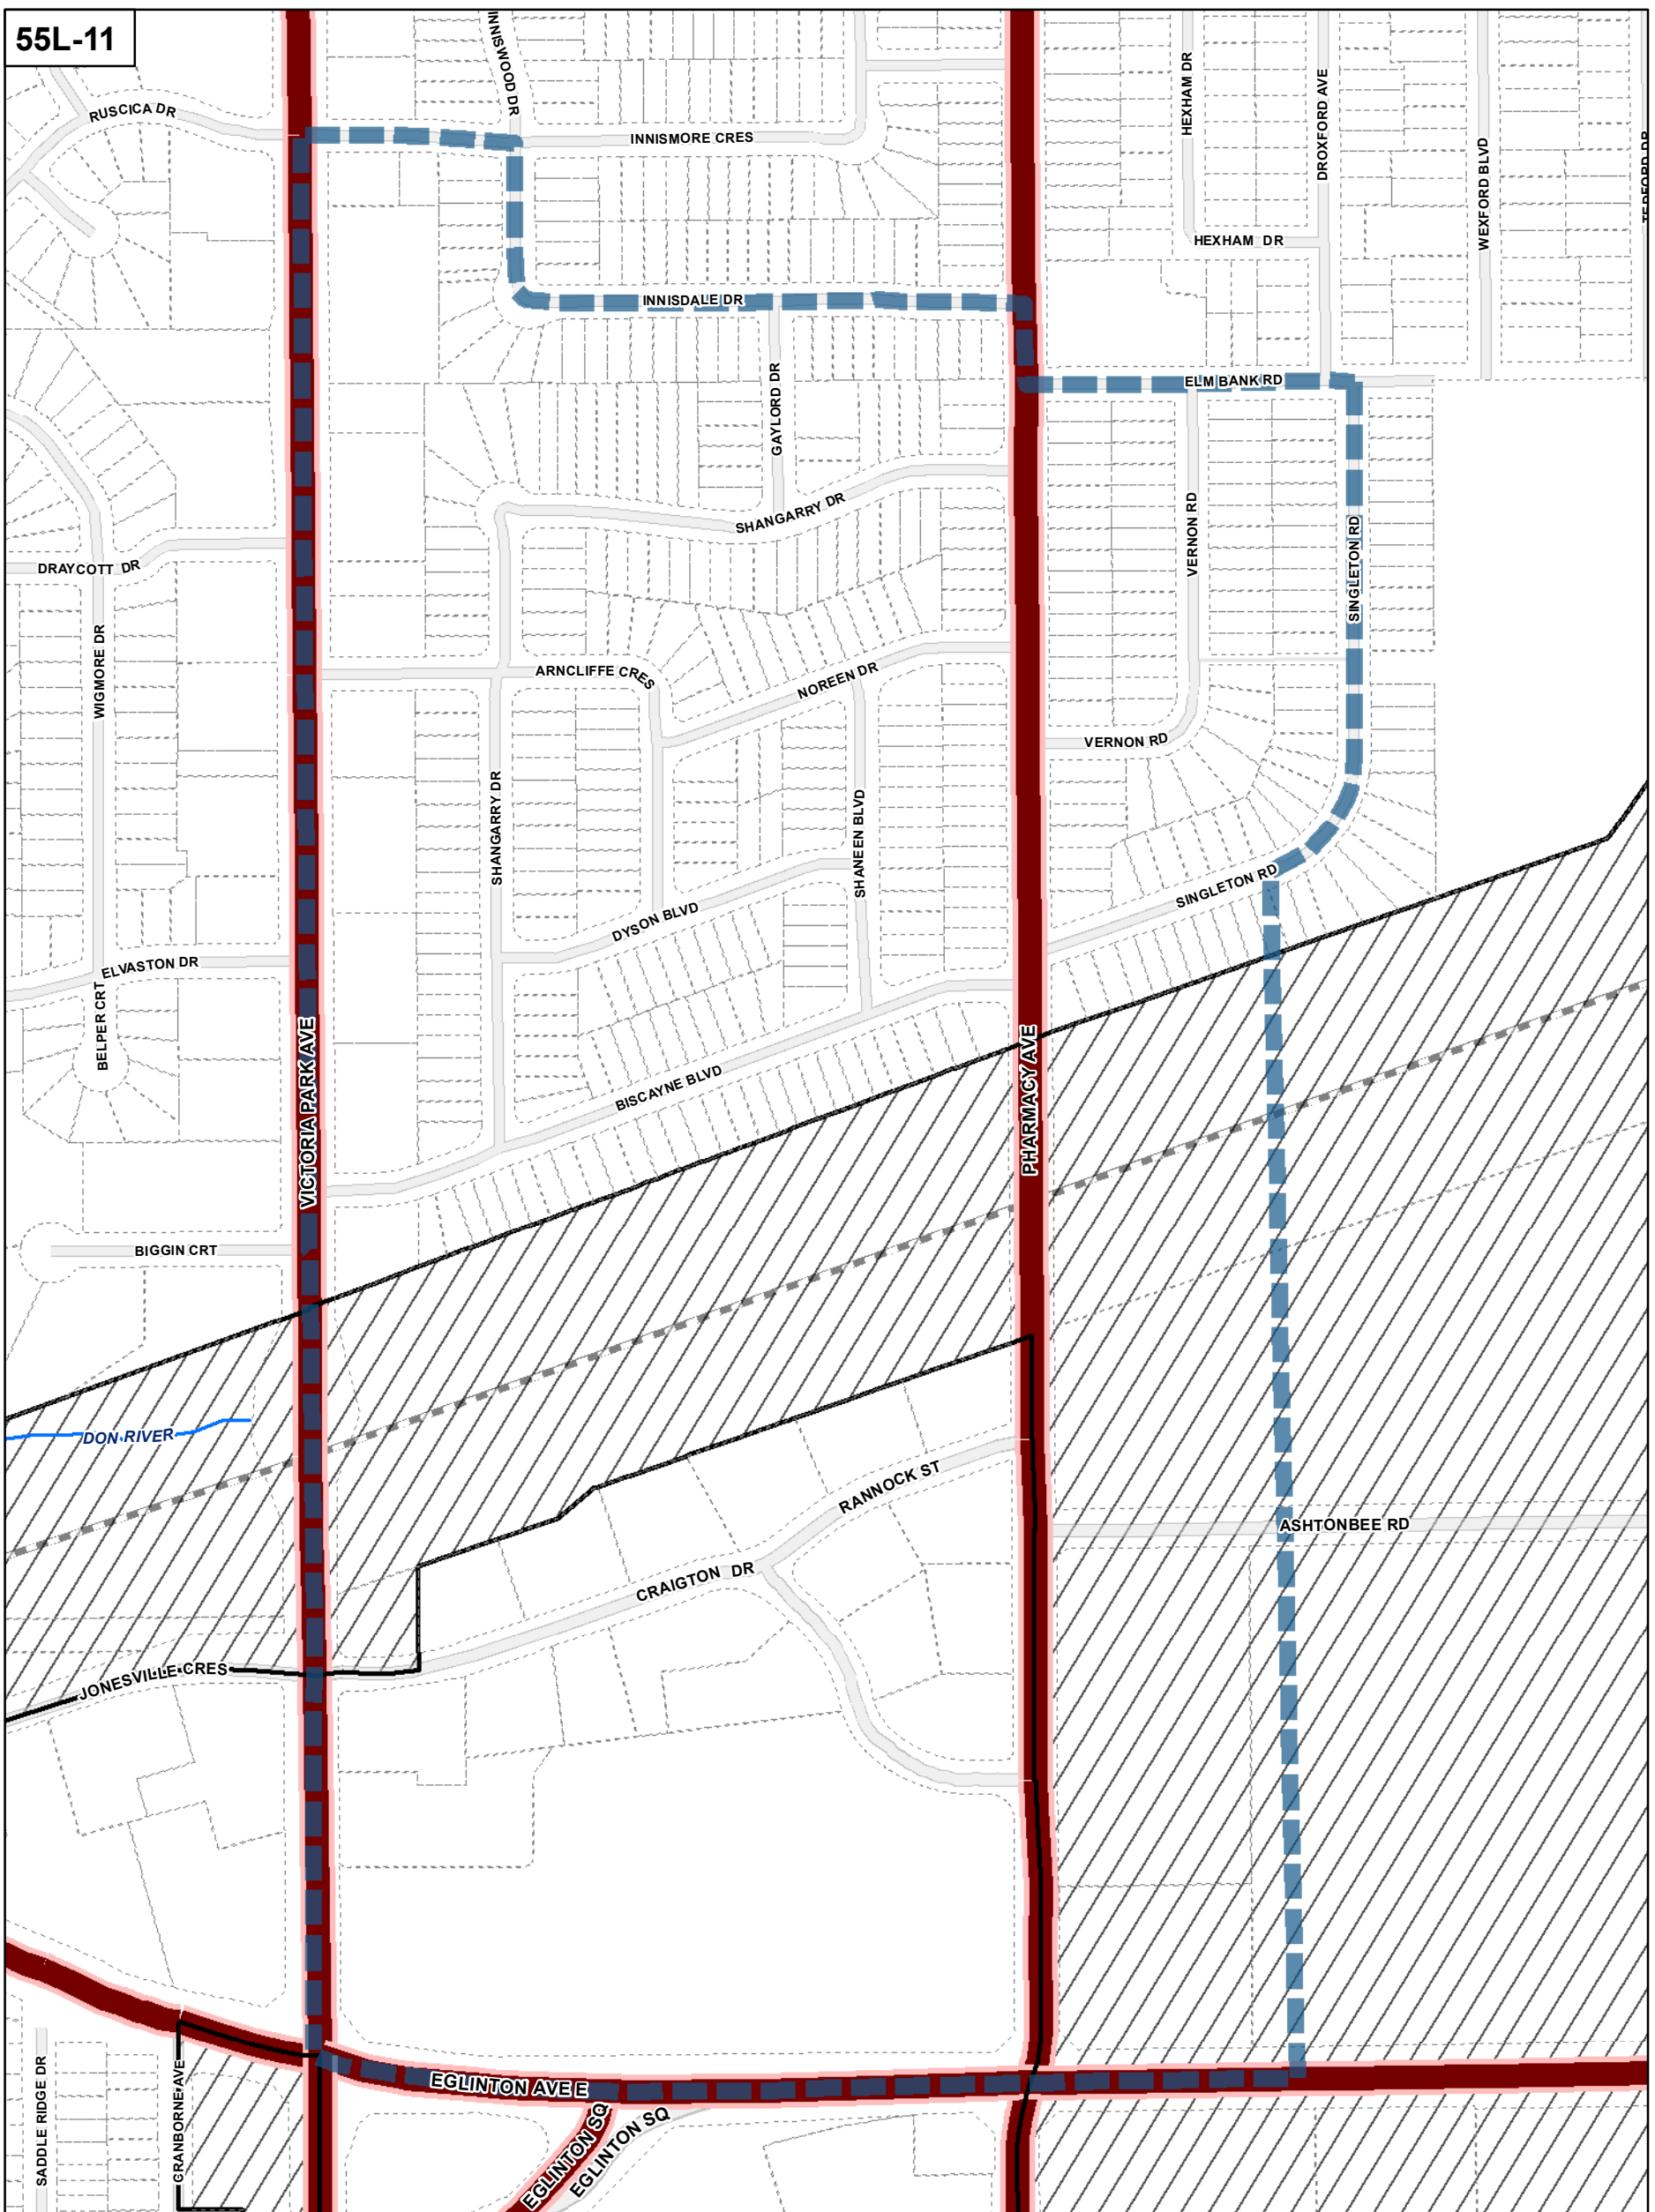 55L-11
RUSCICA DR
INNISWOOD DR
INNISMORE CRES
HEXHAM DR
DROXFORD AVE
WEXFORD BLVD
HEXHAM DR
INNISDALE DR
GAYLORD DR
ELM BANK RD
SHANGARRY DR
VERNON RD
SINGLETON RD
DRAYCOTT DR
WIGMORE DR
ARNCLIFFE CRES
NOREEN DR
VERNON RD
SHANGARRY DR
SHANEEN BLVD
SINGLETON RD
DYSON BLVD
ELVASTON DR
BELPER CRT
VICTORIA PARK AVE
BISCAYNE BLVD
PHARMACY AVE
BIGGIN CRT
DON RIVER
RANNOCK ST
ASHTONBEE RD
CRAIGTON DR
JONESVILLE CRES
EGLINTON AVE E
SADDLE RIDGE DR
CRANBORNE AVE
EGLINTON SQ
EGLINTON SQ